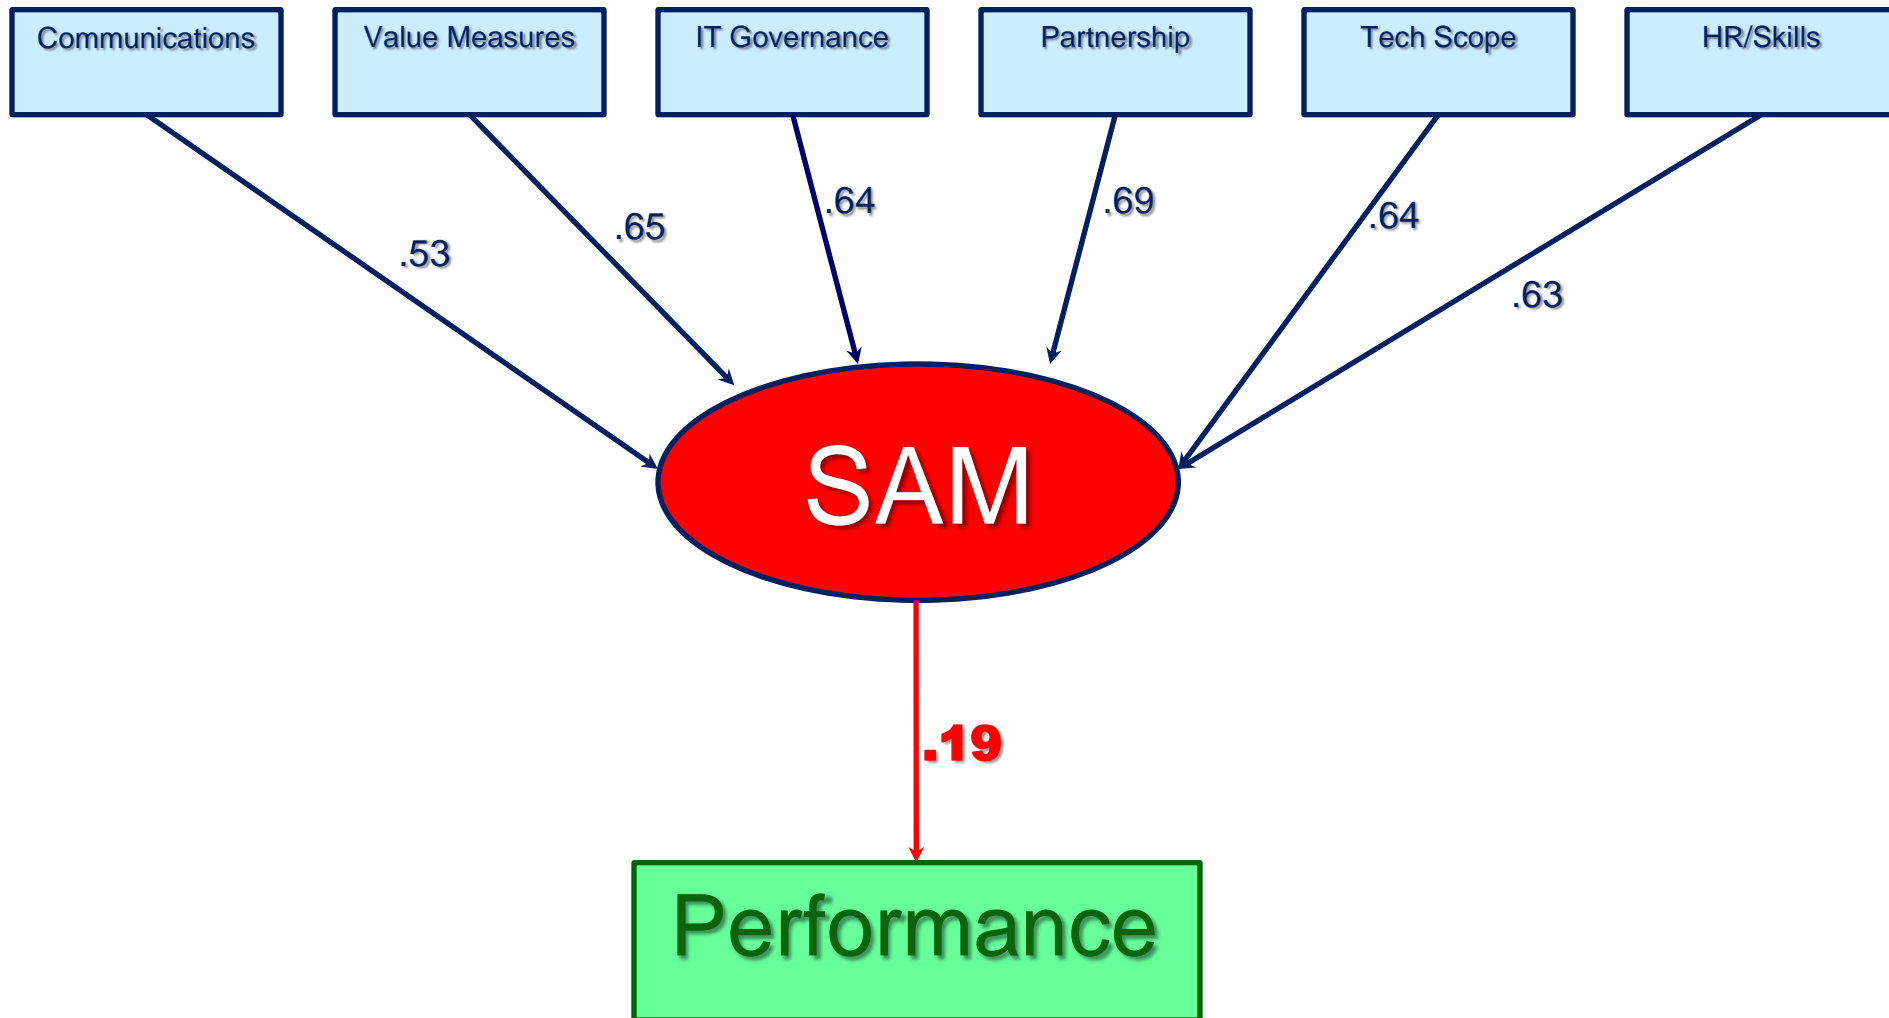 Communications
Value Measures
IT Governance
Partnership
Tech Scope
HR/Skills
.53
.65
.64
.69
.64
.63
SAM
.19
Performance